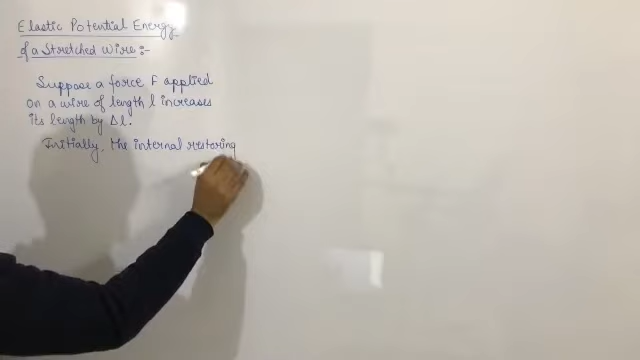 Elastic Potential Energy
of a Stretched Wire:-
Suppose a force F applied
on a wire of length l increases
its length by Δl.
Initially, the internal restoring